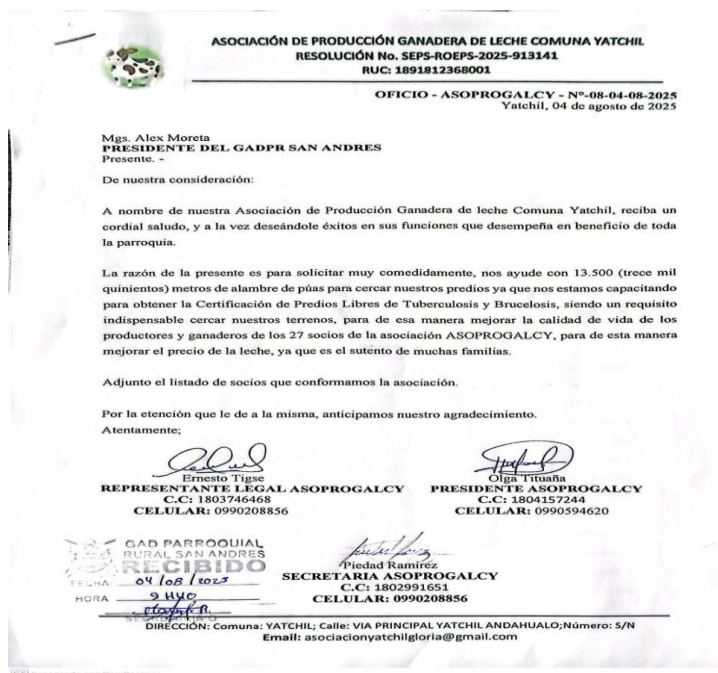 ASOCIACIÓN DE PRODUCCIÓN GANADERA DE LECHE COMUNA YATCHIL
RESOLUCIÓN No. SEPS-ROEPS-2025-913141
RUC: 1891812368001
OFICIO - ASOPROGALCY - Nº-08-04-08-2025
Yatchil, 04 de agosto de 2025
Mgs. Alex Moreta
PRESIDENTE DEL GADPR SAN ANDRES
Presente. -
De nuestra consideración:
A nombre de nuestra Asociación de Producción Ganadera de leche Comuna Yatchil, reciba un
cordial saludo, y a la vez deseándole éxitos en sus funciones que desempeña en beneficio de toda
la parroquia.
La razón de la presente es para solicitar muy comedidamente, nos ayude con 13.500 (trece mil
quinientos) metros de alambre de púas para cercar nuestros predios ya que nos estamos capacitando
para obtener la Certificación de Predios Libres de Tuberculosis y Brucelosis, siendo un requisito
indispensable cercar nuestros terrenos, para de esa manera mejorar la calidad de vida de los
productores y ganaderos de los 27 socios de la asociación ASOPROGALCY, para de esta manera
mejorar el precio de la leche, ya que es el sutento de muchas familias.
Adjunto el listado de socios que conformamos la asociación.
Por la etención que le de a la misma, anticipamos nuestro agradecimiento.
Atentamente;
Ernesto Tigse
REPRESENTANTE LEGAL ASOPROGALCY
C.C: 1803746468
CELULAR: 0990208856
Olga Tituaña
PRESIDENTE ASOPROGALCY
C.C: 1804157244
CELULAR: 0990594620
GAD PARROQUIAL
RURAL SAN ANDRES
RECIBIDO
FECHA: 04/08/2025
HORA 9H40
Piedad Ramírez
SECRETARIA ASOPROGALCY
C.C: 1802991651
CELULAR: 0990208856
DIRECCIÓN: Comuna: YATCHIL; Calle: VIA PRINCIPAL YATCHIL ANDAHUALO;Número: S/N
Email: asociacionyatchilgloria@gmail.com